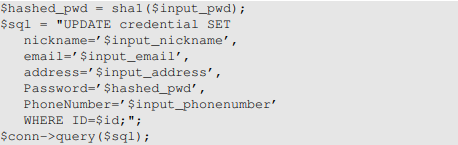 $hashed_pwd = sha1($input_pwd);
$sql = "UPDATE credential SET
nickname=’$input_nickname’,
email=’$input_email’,
address=’$input_address’,
Password=’$hashed_pwd’,
PhoneNumber=’$input_phonenumber’
WHERE ID=$id;";
$conn->query($sql);